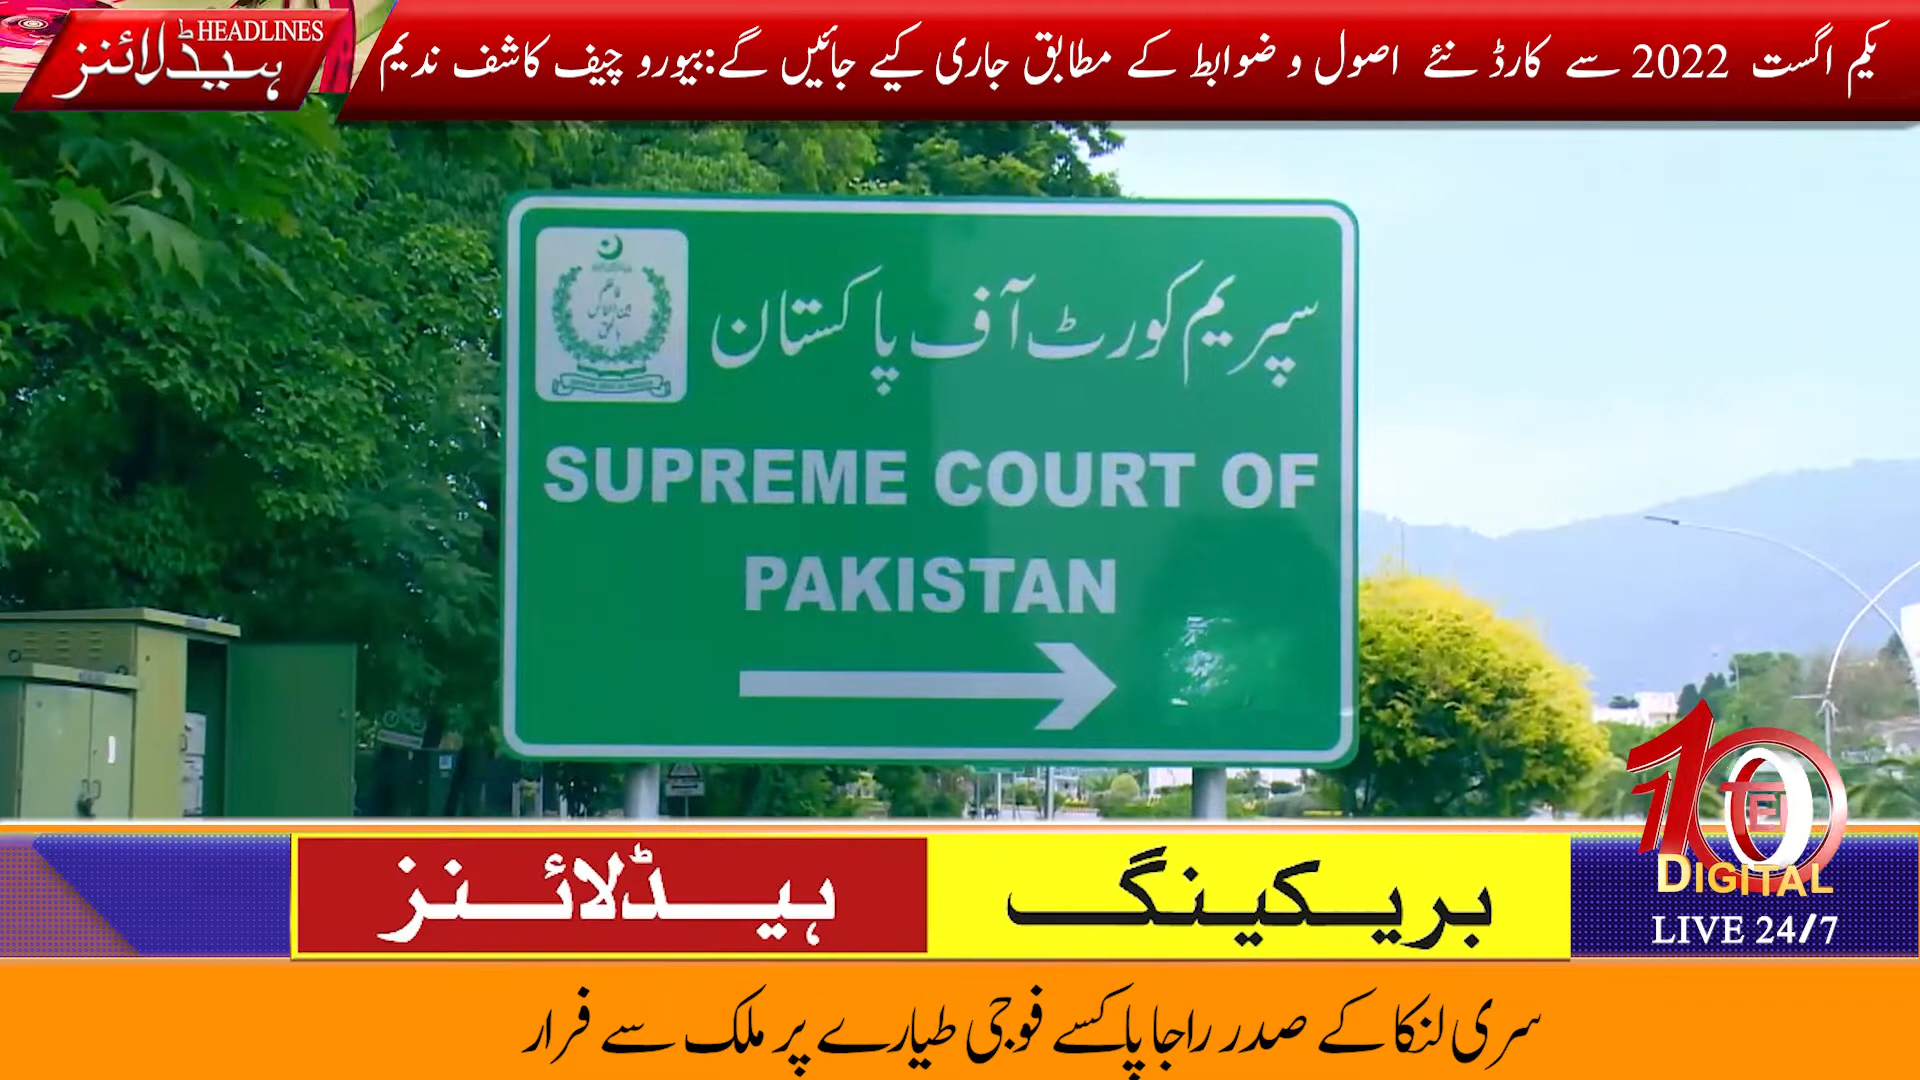 HEADLINES
ہیڈلائنز
یکم اگست 2022 سے کارڈ نئے اصول و ضوابط کے مطابق جاری کیے جائیں گے:بیورو چیف کاشف ندیم
سپریم کورٹ آف پاکستان
SUPREME COURT OF
PAKISTAN
10
DIGITAL
LIVE 24/7
بریکینگ ہیڈلائنز
سری لنکا کے صدر راجا پاکسے فوجی طیارے پر ملک سے فرار